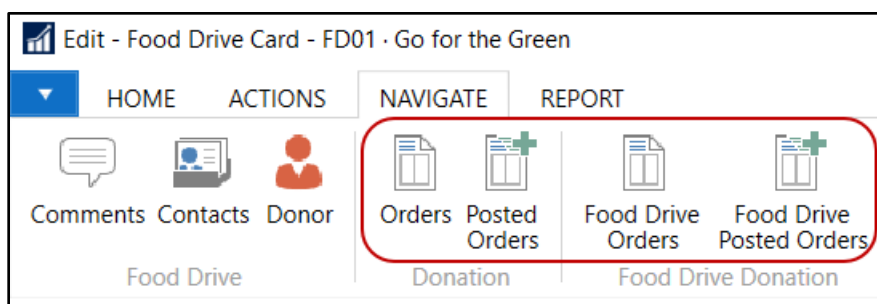 Edit - Food Drive Card - FD01 · Go for the Green
HOME ACTIONS NAVIGATE REPORT
Comments Contacts Donor Orders Posted Orders Food Drive Orders Food Drive Posted Orders
Food Drive Donation Food Drive Donation